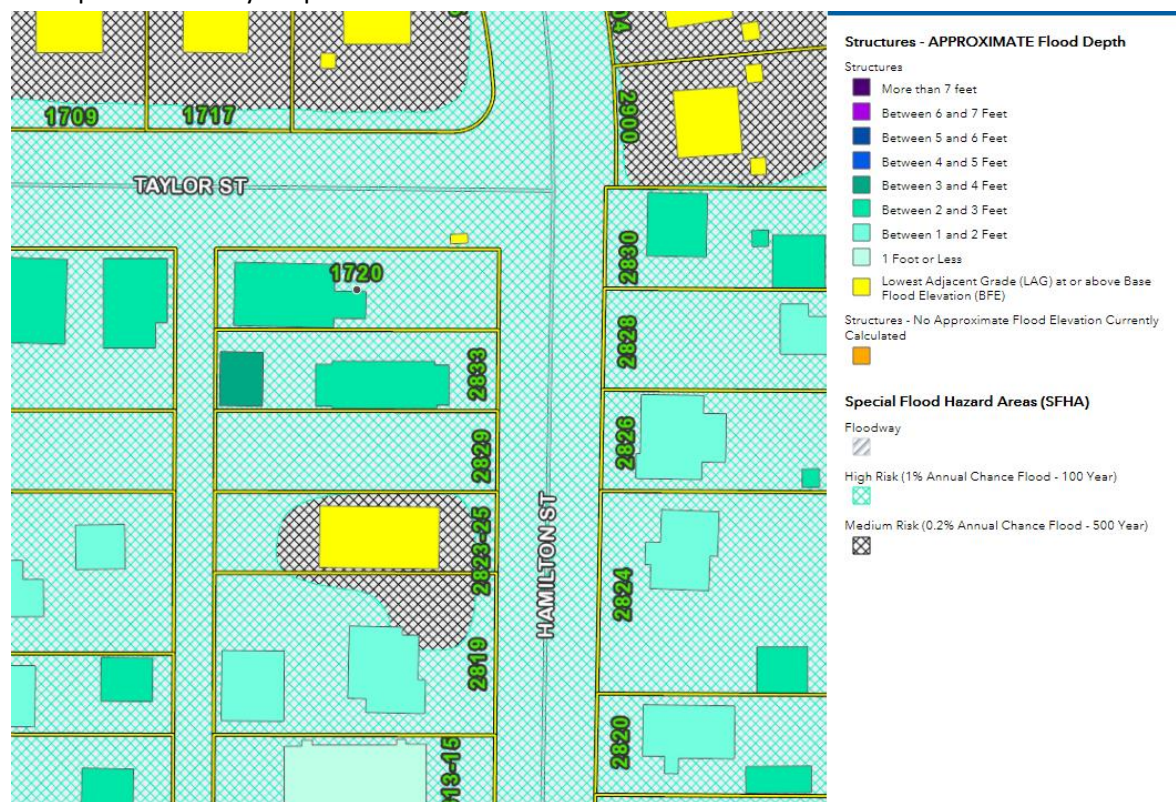 1709
1717
2900
TAYLOR ST
1720
2830
2833
2828
2829
2826
2823-25
HAMILTON ST
2824
2819
2820
Structures - APPROXIMATE Flood Depth
Structures
More than 7 feet
Between 6 and 7 Feet
Between 5 and 6 Feet
Between 4 and 5 Feet
Between 3 and 4 Feet
Between 2 and 3 Feet
Between 1 and 2 Feet
1 Foot or Less
Lowest Adjacent Grade (LAG) at or above Base
Flood Elevation (BFE)
Structures - No Approximate Flood Elevation Currently
Calculated
Special Flood Hazard Areas (SFHA)
Floodway
High Risk (1% Annual Chance Flood - 100 Year)
Medium Risk (0.2% Annual Chance Flood - 500 Year)